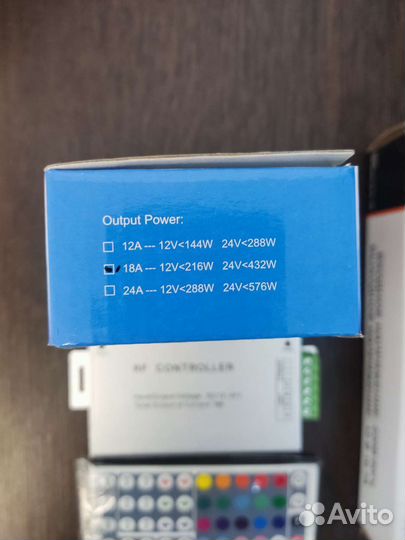 Output Power:
12A --- 12V<144W 24V<288W
18A --- 12V<216W 24V<432W
24A --- 12V<288W 24V<576W
RF CONTROLLER
Avito